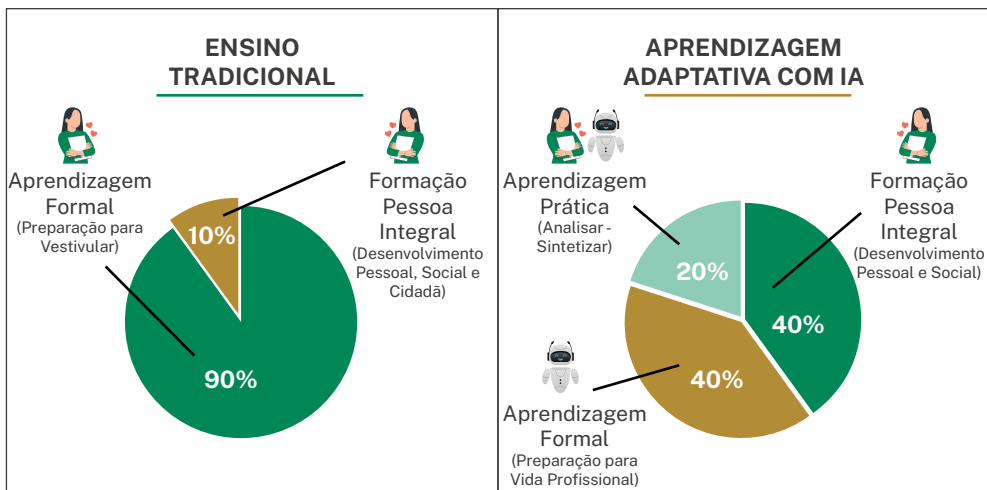 ENSINO
TRADICIONAL
Aprendizagem
Formal
(Preparação para
Vestivular)
Formação
Pessoa
Integral
(Desenvolvimento
Pessoal, Social e
Cidadã)
10%
90%
APRENDIZAGEM
ADAPTATIVA COM IA
Aprendizagem
Prática
(Analisar -
Sintetizar)
Formação
Pessoa
Integral
(Desenvolvimento
Pessoal e Social)
20%
40%
40%
Aprendizagem
Formal
(Preparação para
Vida Profissional)